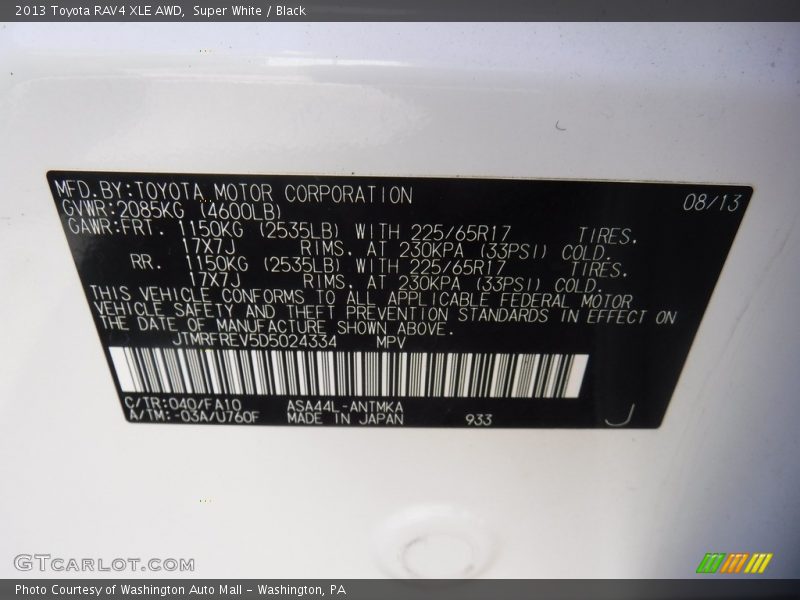 2013 Toyota RAV4 XLE AWD,  Super White / Black
MFD.BY:TOYOTA MOTOR CORPORATION 08/13
GVWR:2085KG (4600LB)
GAWR:FRT. 1150KG (2535LB) WITH 225/65R17 TIRES.
17X7J RIMS. AT 230KPA (33PSI) COLD.
RR. 1150KG (2535LB) WITH 225/65R17 TIRES.
17X7J RIMS. AT 230KPA (33PSI) COLD.
THIS VEHICLE CONFORMS TO ALL APPLICABLE FEDERAL MOTOR
VEHICLE SAFETY AND THEFT PREVENTION STANDARDS IN EFFECT ON
THE DATE OF MANUFACTURE SHOWN ABOVE.
JTMRFREV5D5024334 MPV
C/TR:040/FA10 ASA44L-ANTMKA
A/TM:-03A/U760F MADE IN JAPAN 933 J
GTCARLOT.COM
Photo Courtesy of Washington Auto Mall - Washington, PA